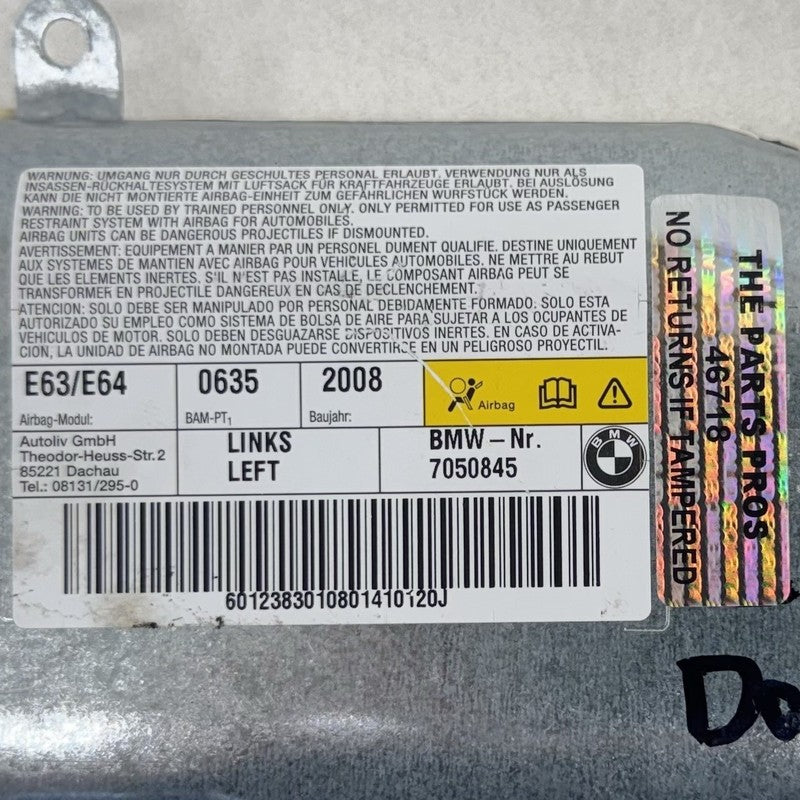 WARNUNG: UMGANG NUR DURCH GESCHULTES PERSONAL ERLAUBT. VERWENDUNG NUR ALS
INSASSEN-RÜCKHALTESYSTEM MIT LUFTSACK FÜR KRAFTFAHRZEUGE ERLAUBT. BEI AUSLÖSUNG
KANN DIE NICHT MONTIERTE AIRBAG-EINHEIT ZUM GEFÄHRLICHEN WURFSTÜCK WERDEN.
WARNING: TO BE USED BY TRAINED PERSONNEL ONLY. ONLY PERMITTED FOR USE AS PASSENGER
RESTRAINT SYSTEM WITH AIRBAG FOR AUTOMOBILES.
AIRBAG UNITS CAN BE DANGEROUS PROJECTILES IF DISMOUNTED.
AVERTISSEMENT: EQUIPEMENT A MANIER PAR UN PERSONEL DUMENT QUALIFIE. DESTINE UNIQUEMENT
AUX SYSTEMES DE MANTIEN AVEC AIRBAG POUR VEHICULES AUTOMOBILES. NE METTRE AU REBUT
QUE LES ELEMENTS INERTES. S'IL N'EST PAS INSTALLE, LE COMPOSANT AIRBAG PEUT SE
TRANSFORMER EN PROJECTILE DANGEREUX EN CAS DE DECLENCHEMENT.
ATENCION: SOLO DEBE SER MANIPULADO POR PERSONAL DEBIDAMENTE FORMADO. SOLO ESTA
AUTORIZADO SU EMPLEO COMO SISTEMA DE BOLSA DE AIRE PARA SUJETAR A LOS OCUPANTES DE
VEHICULOS DE MOTOR. SOLO DEBEN DESGUAZARSE DISPOSITIVOS INERTES. EN CASO DE ACTIVA-
CION, LA UNIDAD DE AIRBAG NO MONTADA PUEDE CONVERTIRSE EN UN PELIGROSO PROYECTIL.
E63/E64 0635 2008
Airbag-Modul: BAM-PT1 Baujahr: Airbag
Autoliv GmbH
Theodor-Heuss-Str.2
85221 Dachau
Tel.: 08131/295-0
LINKS
LEFT
BMW-Nr.
7050845
BMW
6012383010801410120J
THE PARTS PROS
46718
NO RETURNS IF TAMPERED
Do